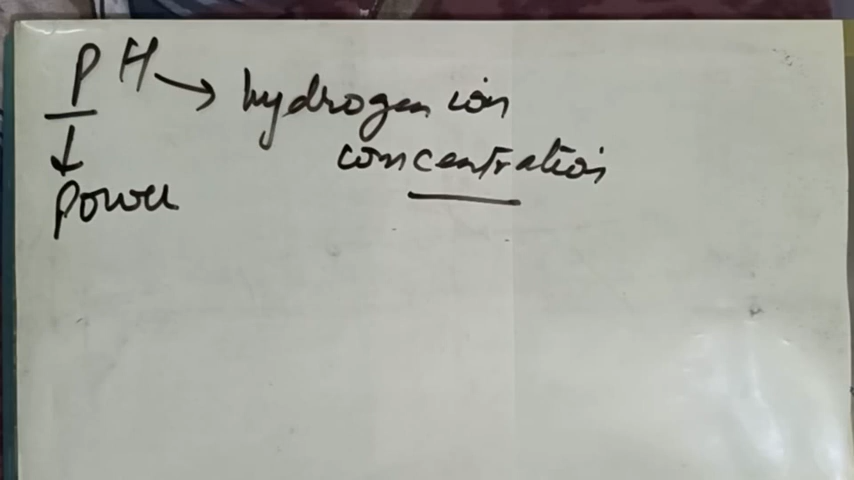 PH → hydrogen ion
concentration
↓
Power